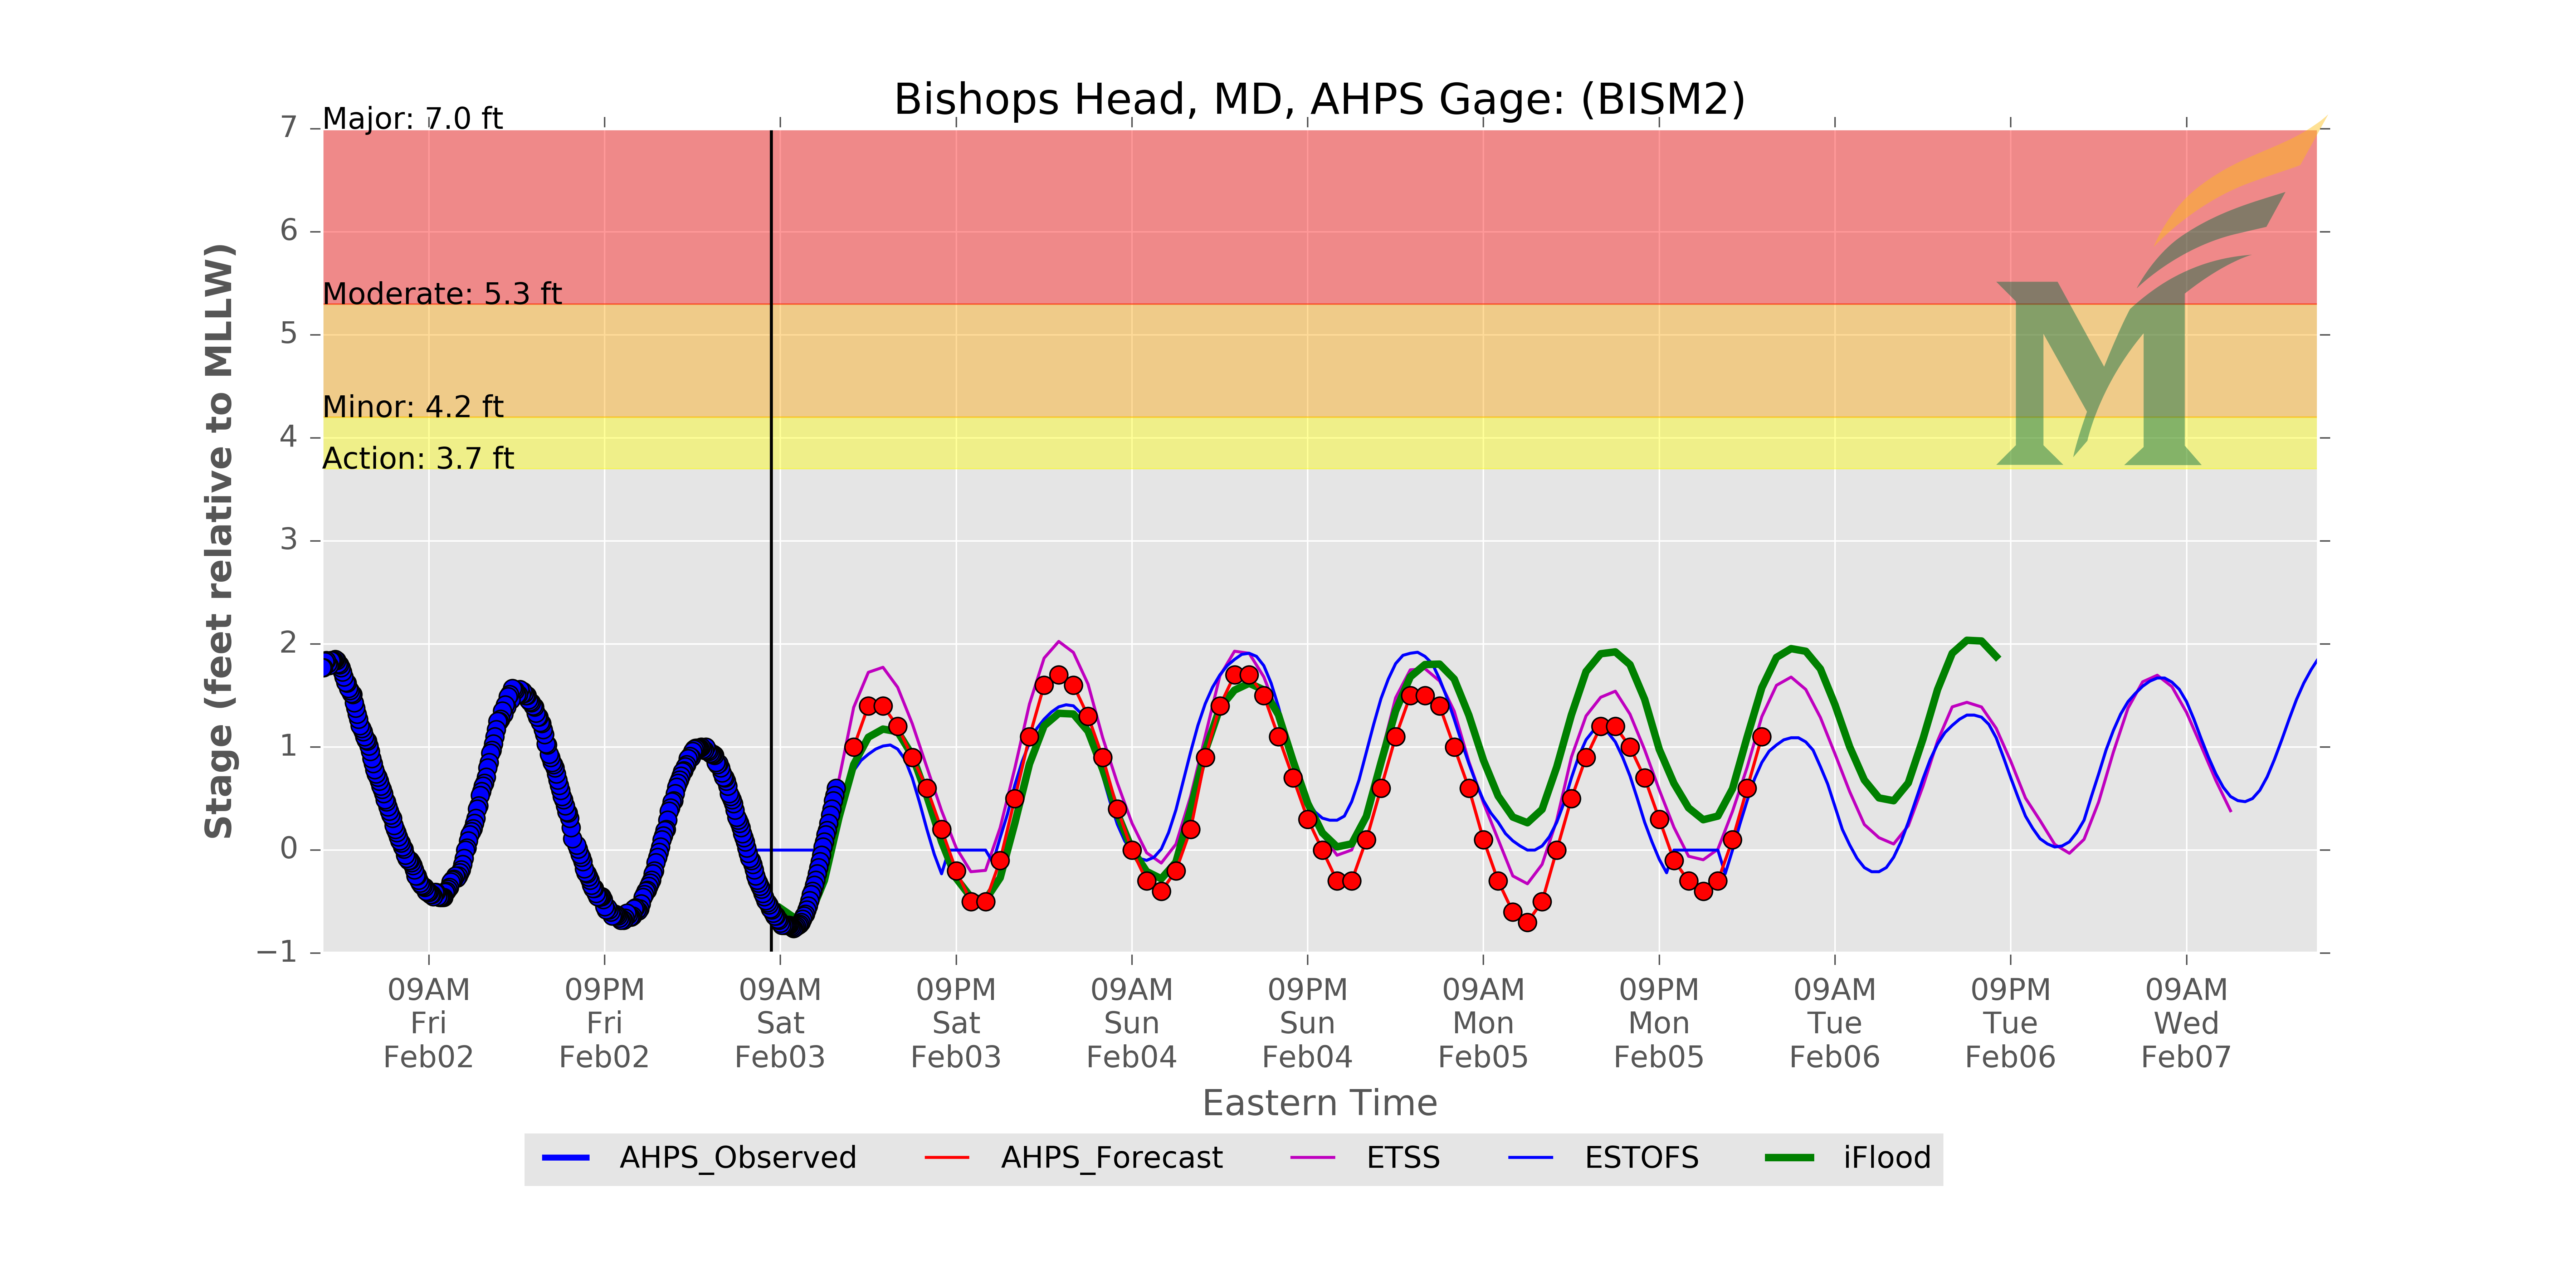 Bishops Head, MD, AHPS Gage: (BISM2)
Major: 7.0 ft
Moderate: 5.3 ft
Minor: 4.2 ft
Action: 3.7 ft
Stage (feet relative to MLLW)
7
6
5
4
3
2
1
0
−1
09AM
Fri
Feb02
09PM
Fri
Feb02
09AM
Sat
Feb03
09PM
Sat
Feb03
09AM
Sun
Feb04
09PM
Sun
Feb04
09AM
Mon
Feb05
09PM
Mon
Feb05
09AM
Tue
Feb06
09PM
Tue
Feb06
09AM
Wed
Feb07
Eastern Time
AHPS_Observed AHPS_Forecast ETSS ESTOFS iFlood
M